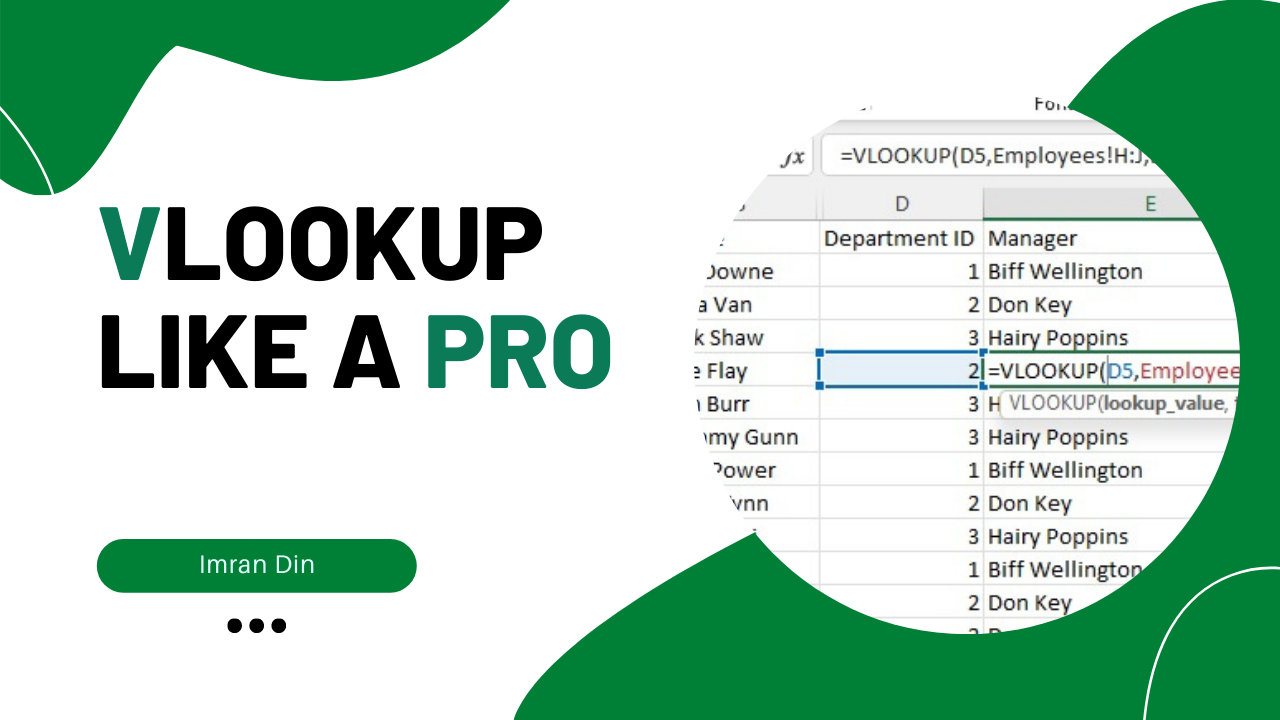 VLOOKUP
LIKE A PRO
Imran Din
fx =VLOOKUP(D5,Employees!H:J,
D E
Department ID Manager
1 Biff Wellington
Van 2 Don Key
Shaw 3 Hairy Poppins
Flay 2 =VLOOKUP(D5,Employee
Burr 3 H VLOOKUP(lookup_value,
Gunn 3 Hairy Poppins
Power 1 Biff Wellington
2 Don Key
3 Hairy Poppins
1 Biff Wellington
2 Don Key